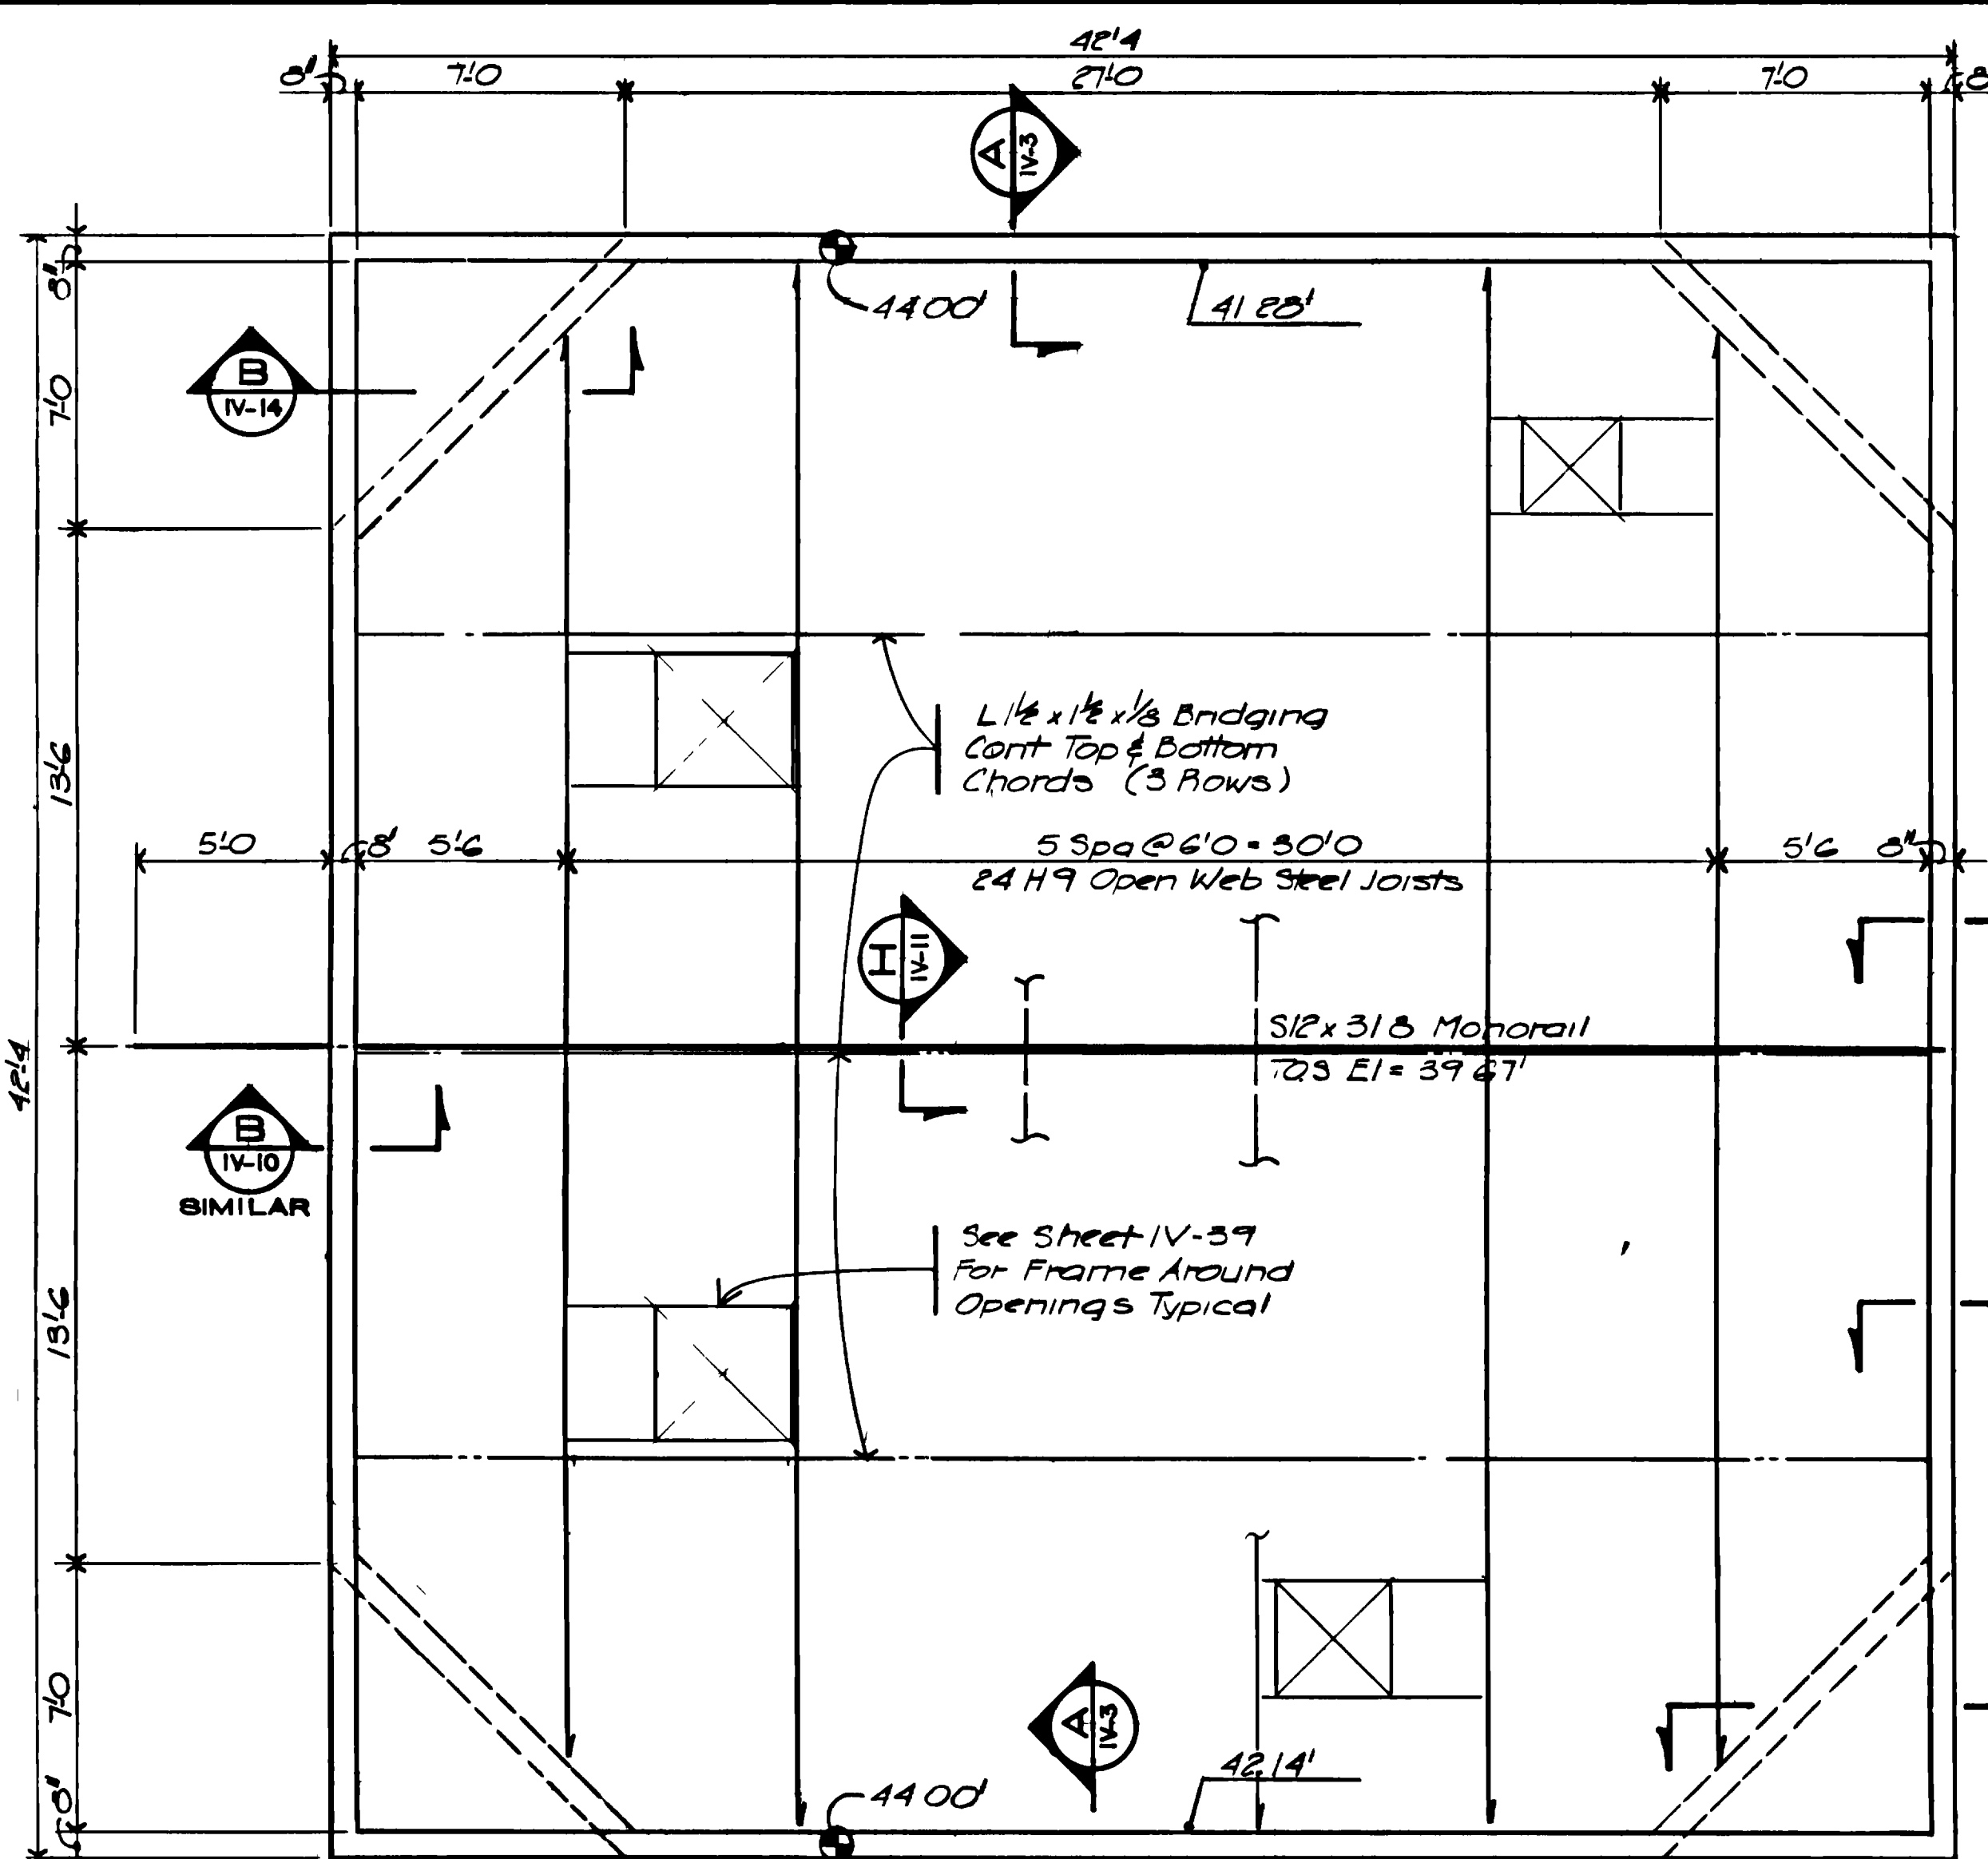 42'4
8" 7'-0 27'-0 7'-0 8
A
IV-3
8"
4400'
41 28'
B
IV-14
7'-0
L 1½ x 1½ x ⅛ Bridging
Cont Top & Bottom
Chords (3 Rows)
13'-6
5'-0 8" 5'-6 5 Spa @ 6'0 = 30'0 5'6 8"
24 H9 Open Web Steel Joists
I
IV-11
S12 x 31 8 Monorail
T.O.S El = 39 67'
42'-4
B
IV-10
SIMILAR
See Sheet IV-39
For Frame Around
Openings Typical
13'-6
7'-0
A
IV-3
42.14'
44 00'
8"